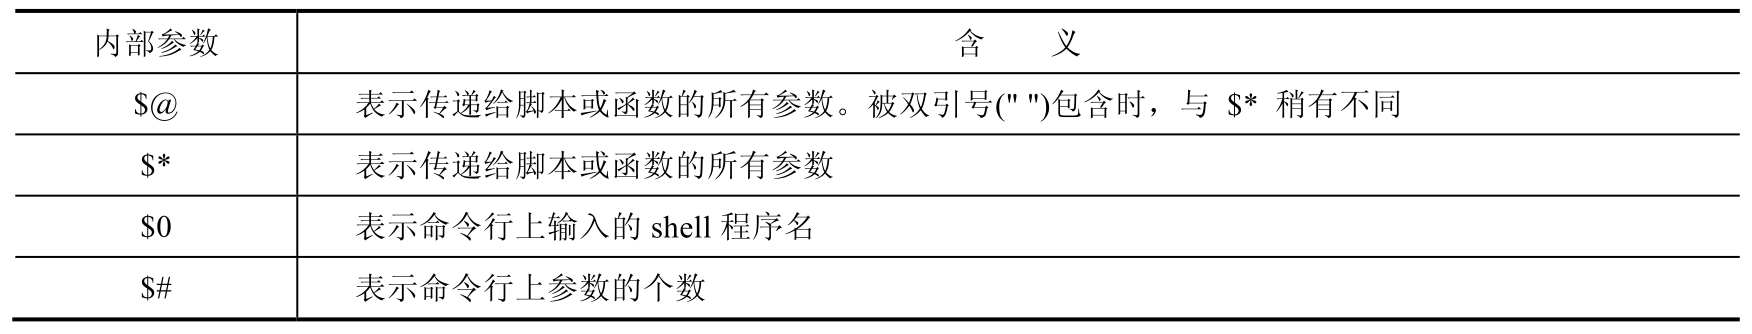 内部参数 含 义
$@ 表示传递给脚本或函数的所有参数。被双引号(" ")包含时，与 $* 稍有不同
$* 表示传递给脚本或函数的所有参数
$0 表示命令行上输入的 shell 程序名
$# 表示命令行上参数的个数